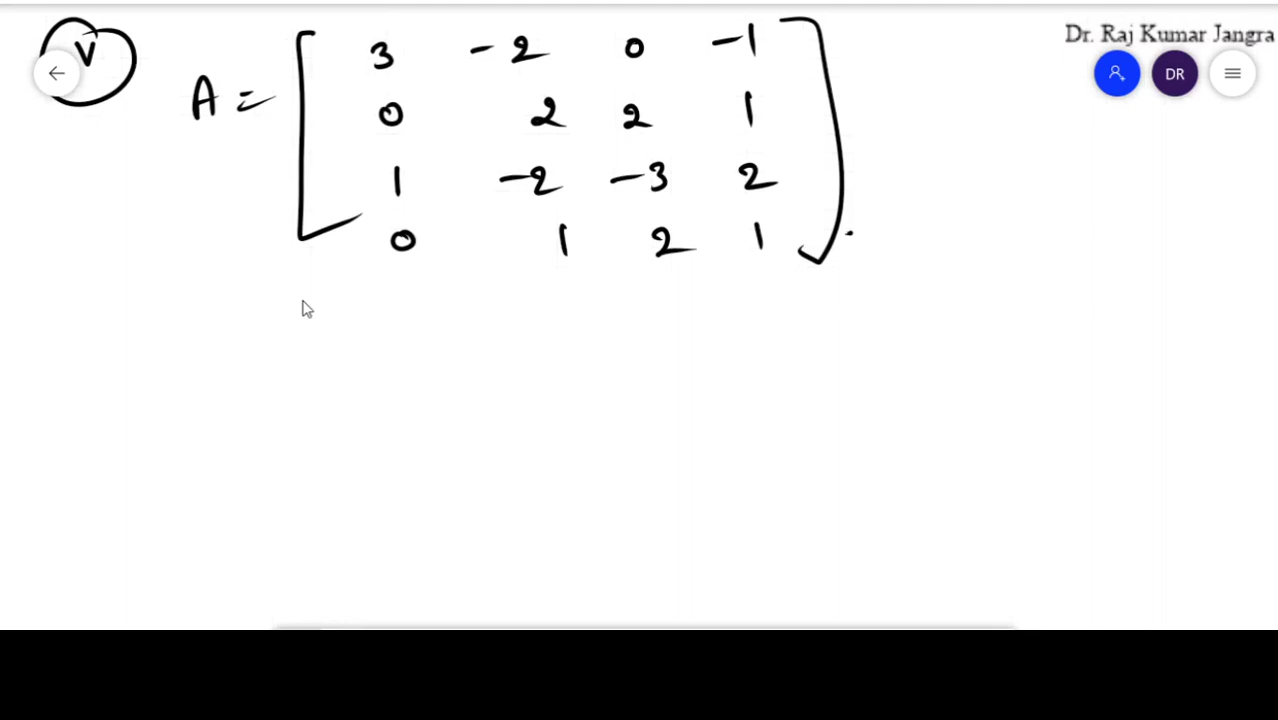 Dr. Raj Kumar Jangra
DR
V
A =
3 -2 0 -1
0 2 2 1
1 -2 -3 2
0 1 2 1